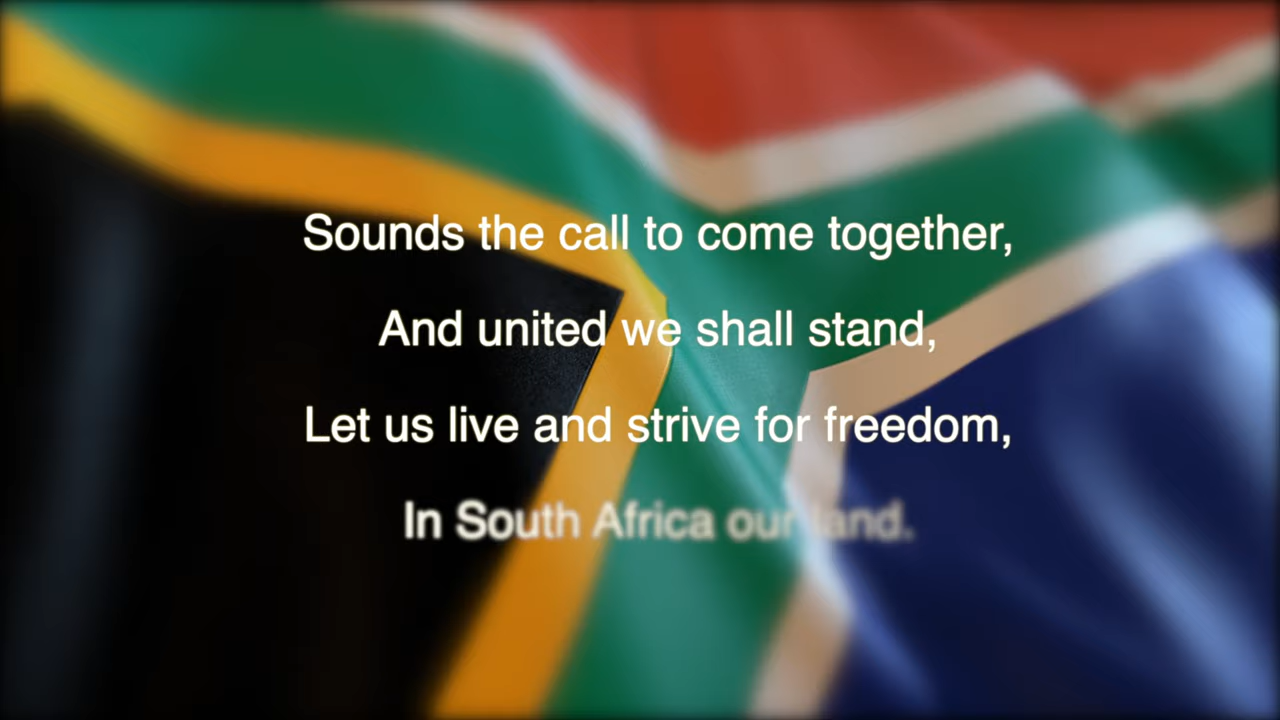 Sounds the call to come together,
And united we shall stand,
Let us live and strive for freedom,
In South Africa our land.